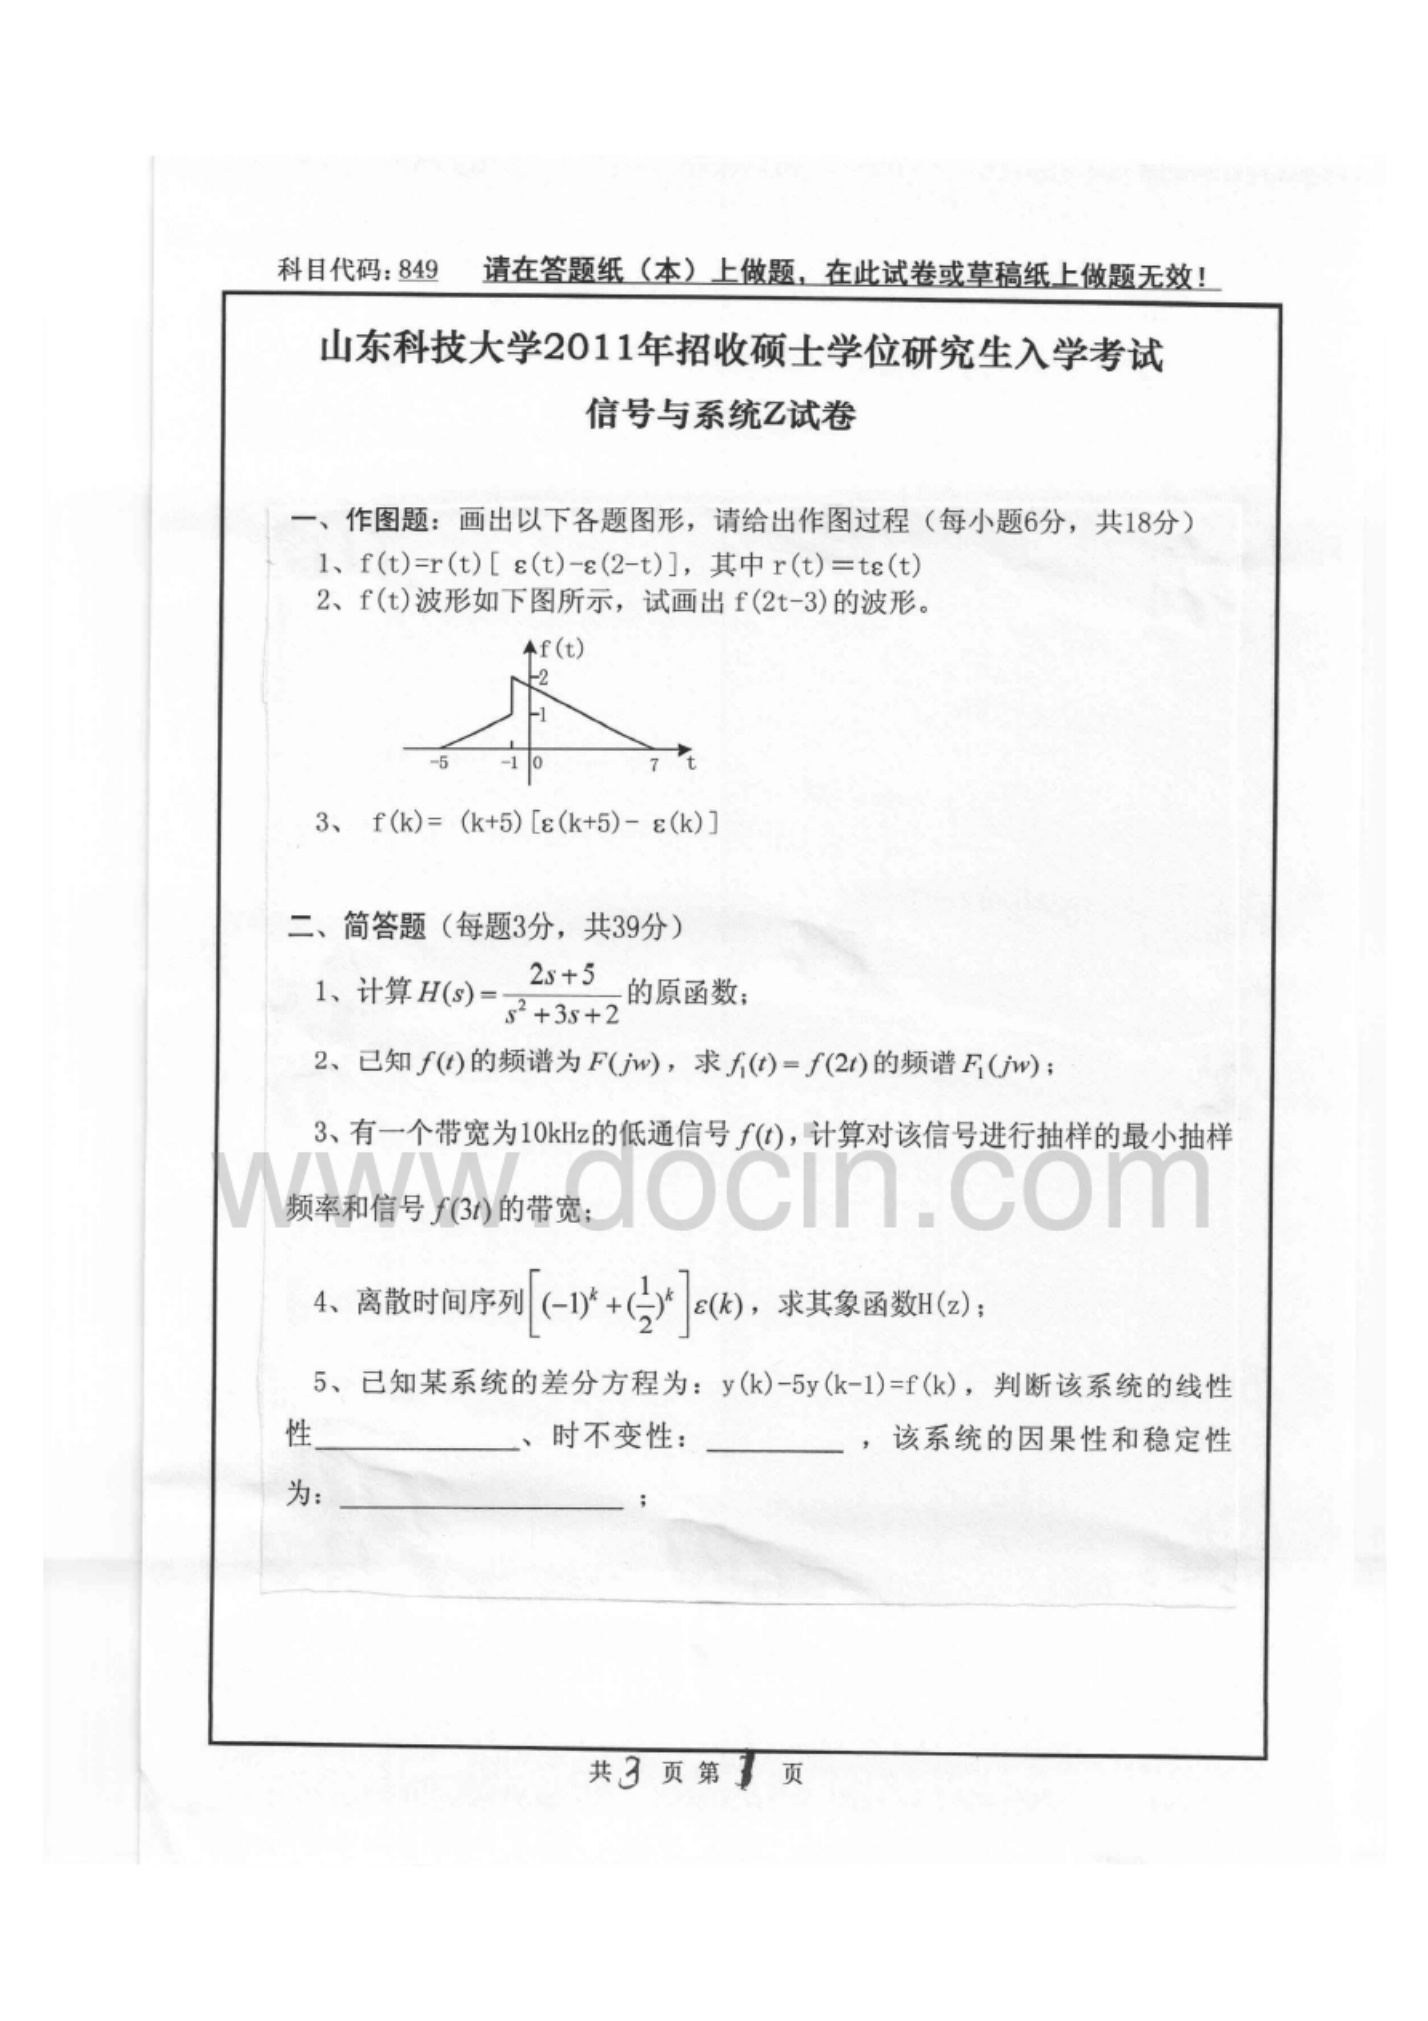 科目代码：849 请在答题纸（本）上做题，在此试卷或草稿纸上做题无效！
山东科技大学2011年招收硕士学位研究生入学考试
信号与系统Z试卷
一、作图题：画出以下各题图形，请给出作图过程（每小题6分，共18分）
1、f(t)=r(t)[ ε(t)-ε(2-t)]，其中 r(t)＝tε(t)
2、f(t)波形如下图所示，试画出 f(2t-3)的波形。
f(t)
2
1
-5 -1 0 7 t
3、 f(k)= (k+5)[ε(k+5)- ε(k)]
二、简答题（每题3分，共39分）
1、计算 H(s) = (2s+5)/(s²+3s+2) 的原函数；
2、已知 f(t) 的频谱为 F(jw)，求 f₁(t) = f(2t) 的频谱 F₁(jw)；
3、有一个带宽为10kHz的低通信号 f(t)，计算对该信号进行抽样的最小抽样
频率和信号 f(3t) 的带宽；
www.docin.com
4、离散时间序列[(-1)^k + (1/2)^k]ε(k)，求其象函数H(z)；
5、已知某系统的差分方程为：y(k)-5y(k-1)=f(k)，判断该系统的线性
性____________、时不变性：________，该系统的因果性和稳定性
为：________________；
共 3 页 第 1 页